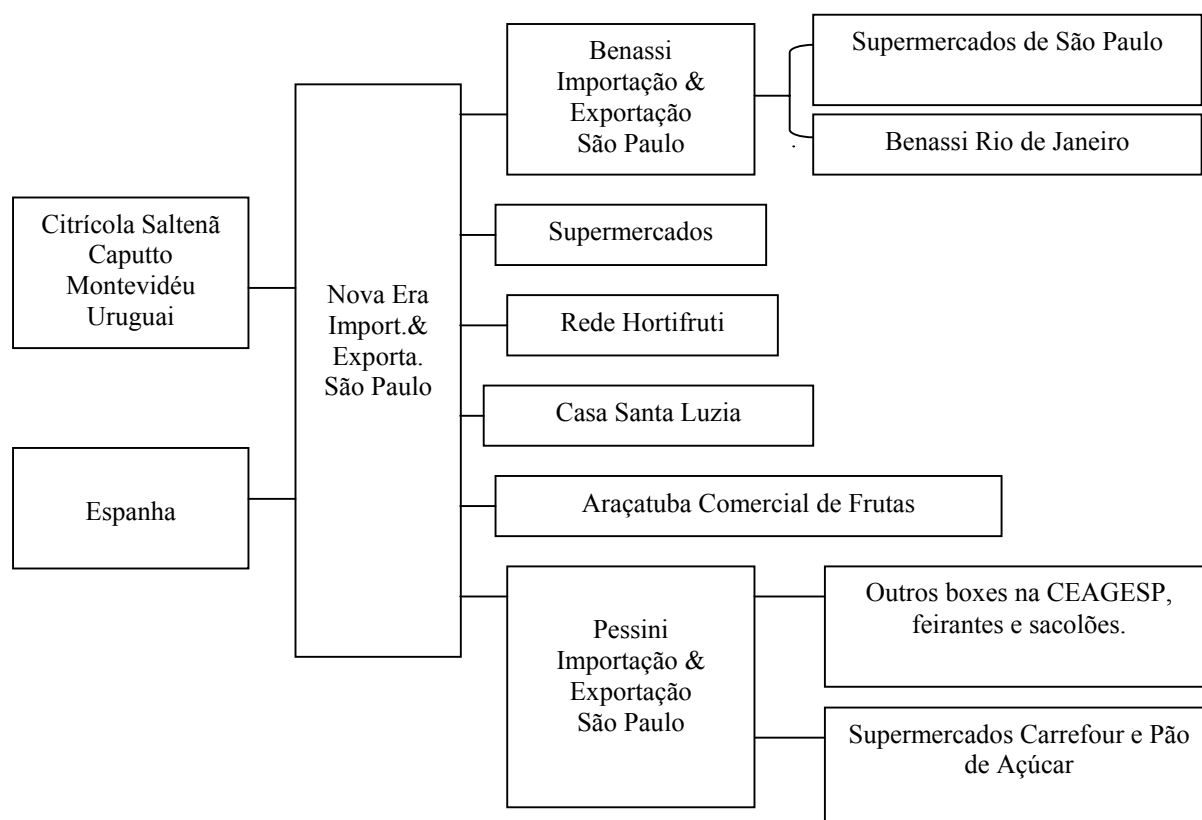 Citrícola Saltenã
Caputto
Montevidéu
Uruguai
Espanha
Nova Era
Import.&
Exporta.
São Paulo
Benassi
Importação &
Exportação
São Paulo
Supermercados de São Paulo
Benassi Rio de Janeiro
Supermercados
Rede Hortifruti
Casa Santa Luzia
Araçatuba Comercial de Frutas
Pessini
Importação &
Exportação
São Paulo
Outros boxes na CEAGESP,
feirantes e sacolões.
Supermercados Carrefour e Pão
de Açúcar